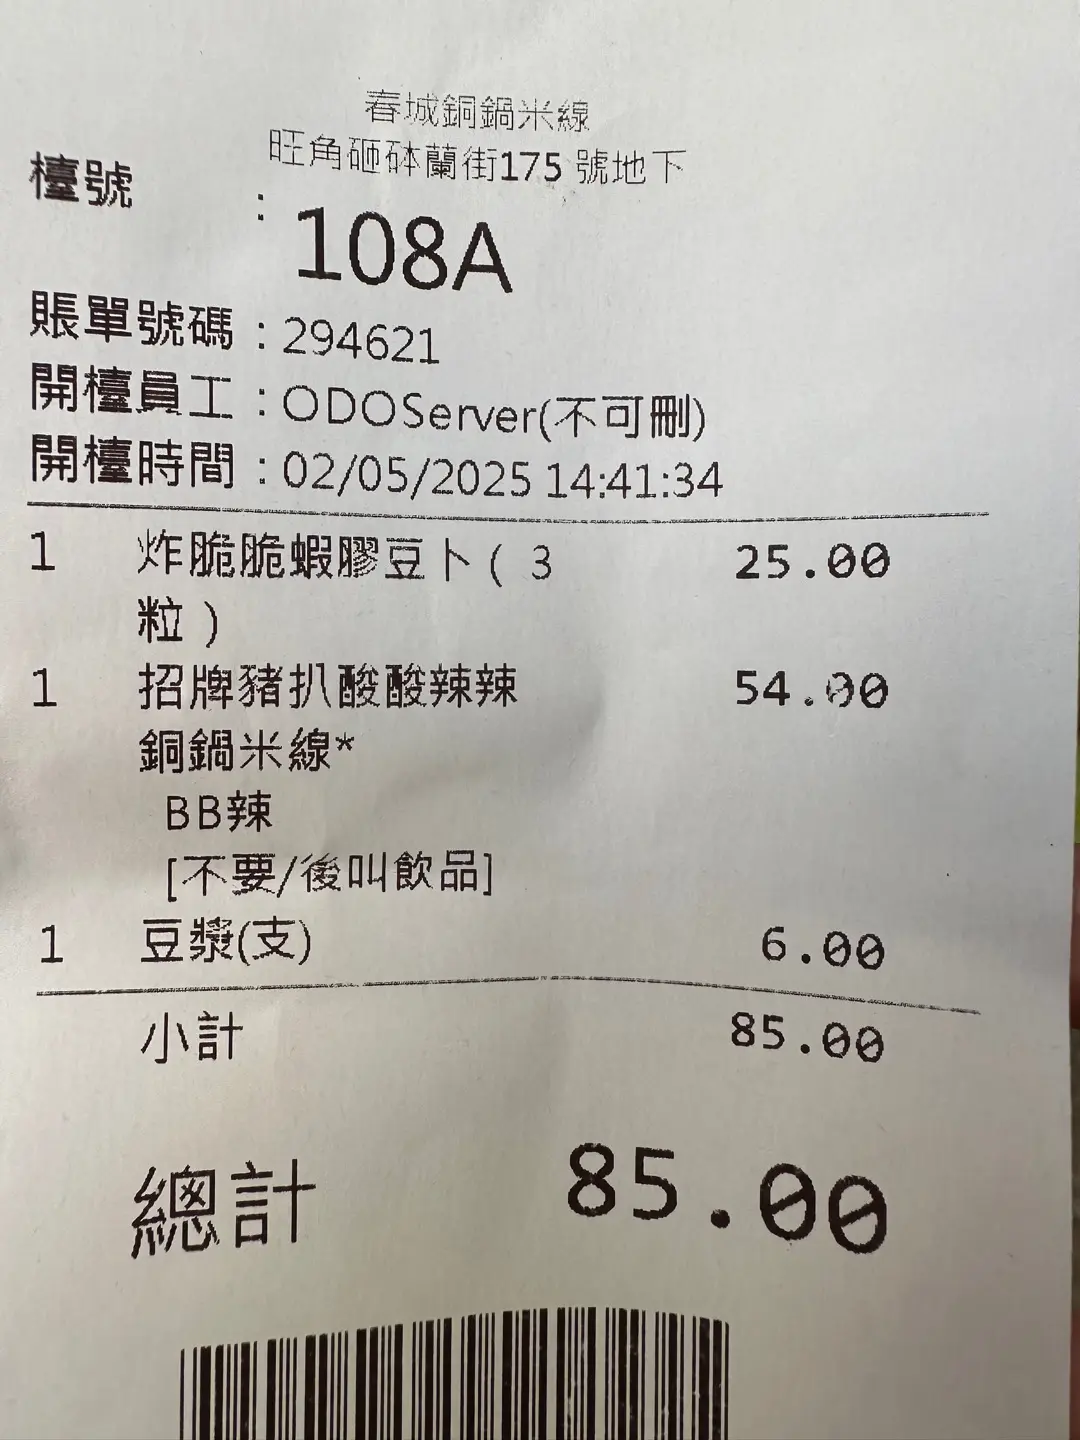 春城銅鍋米線
旺角砸砵蘭街175 號地下
檯號 : 108A
賬單號碼 : 294621
開檯員工 : ODOServer(不可刪)
開檯時間 : 02/05/2025 14:41:34
1 炸脆脆蝦膠豆卜 ( 3 25.00
粒 )
1 招牌豬扒酸酸辣辣 54.00
銅鍋米線*
BB辣
[不要/後叫飲品]
1 豆漿(支) 6.00
小計 85.00
總計 85.00